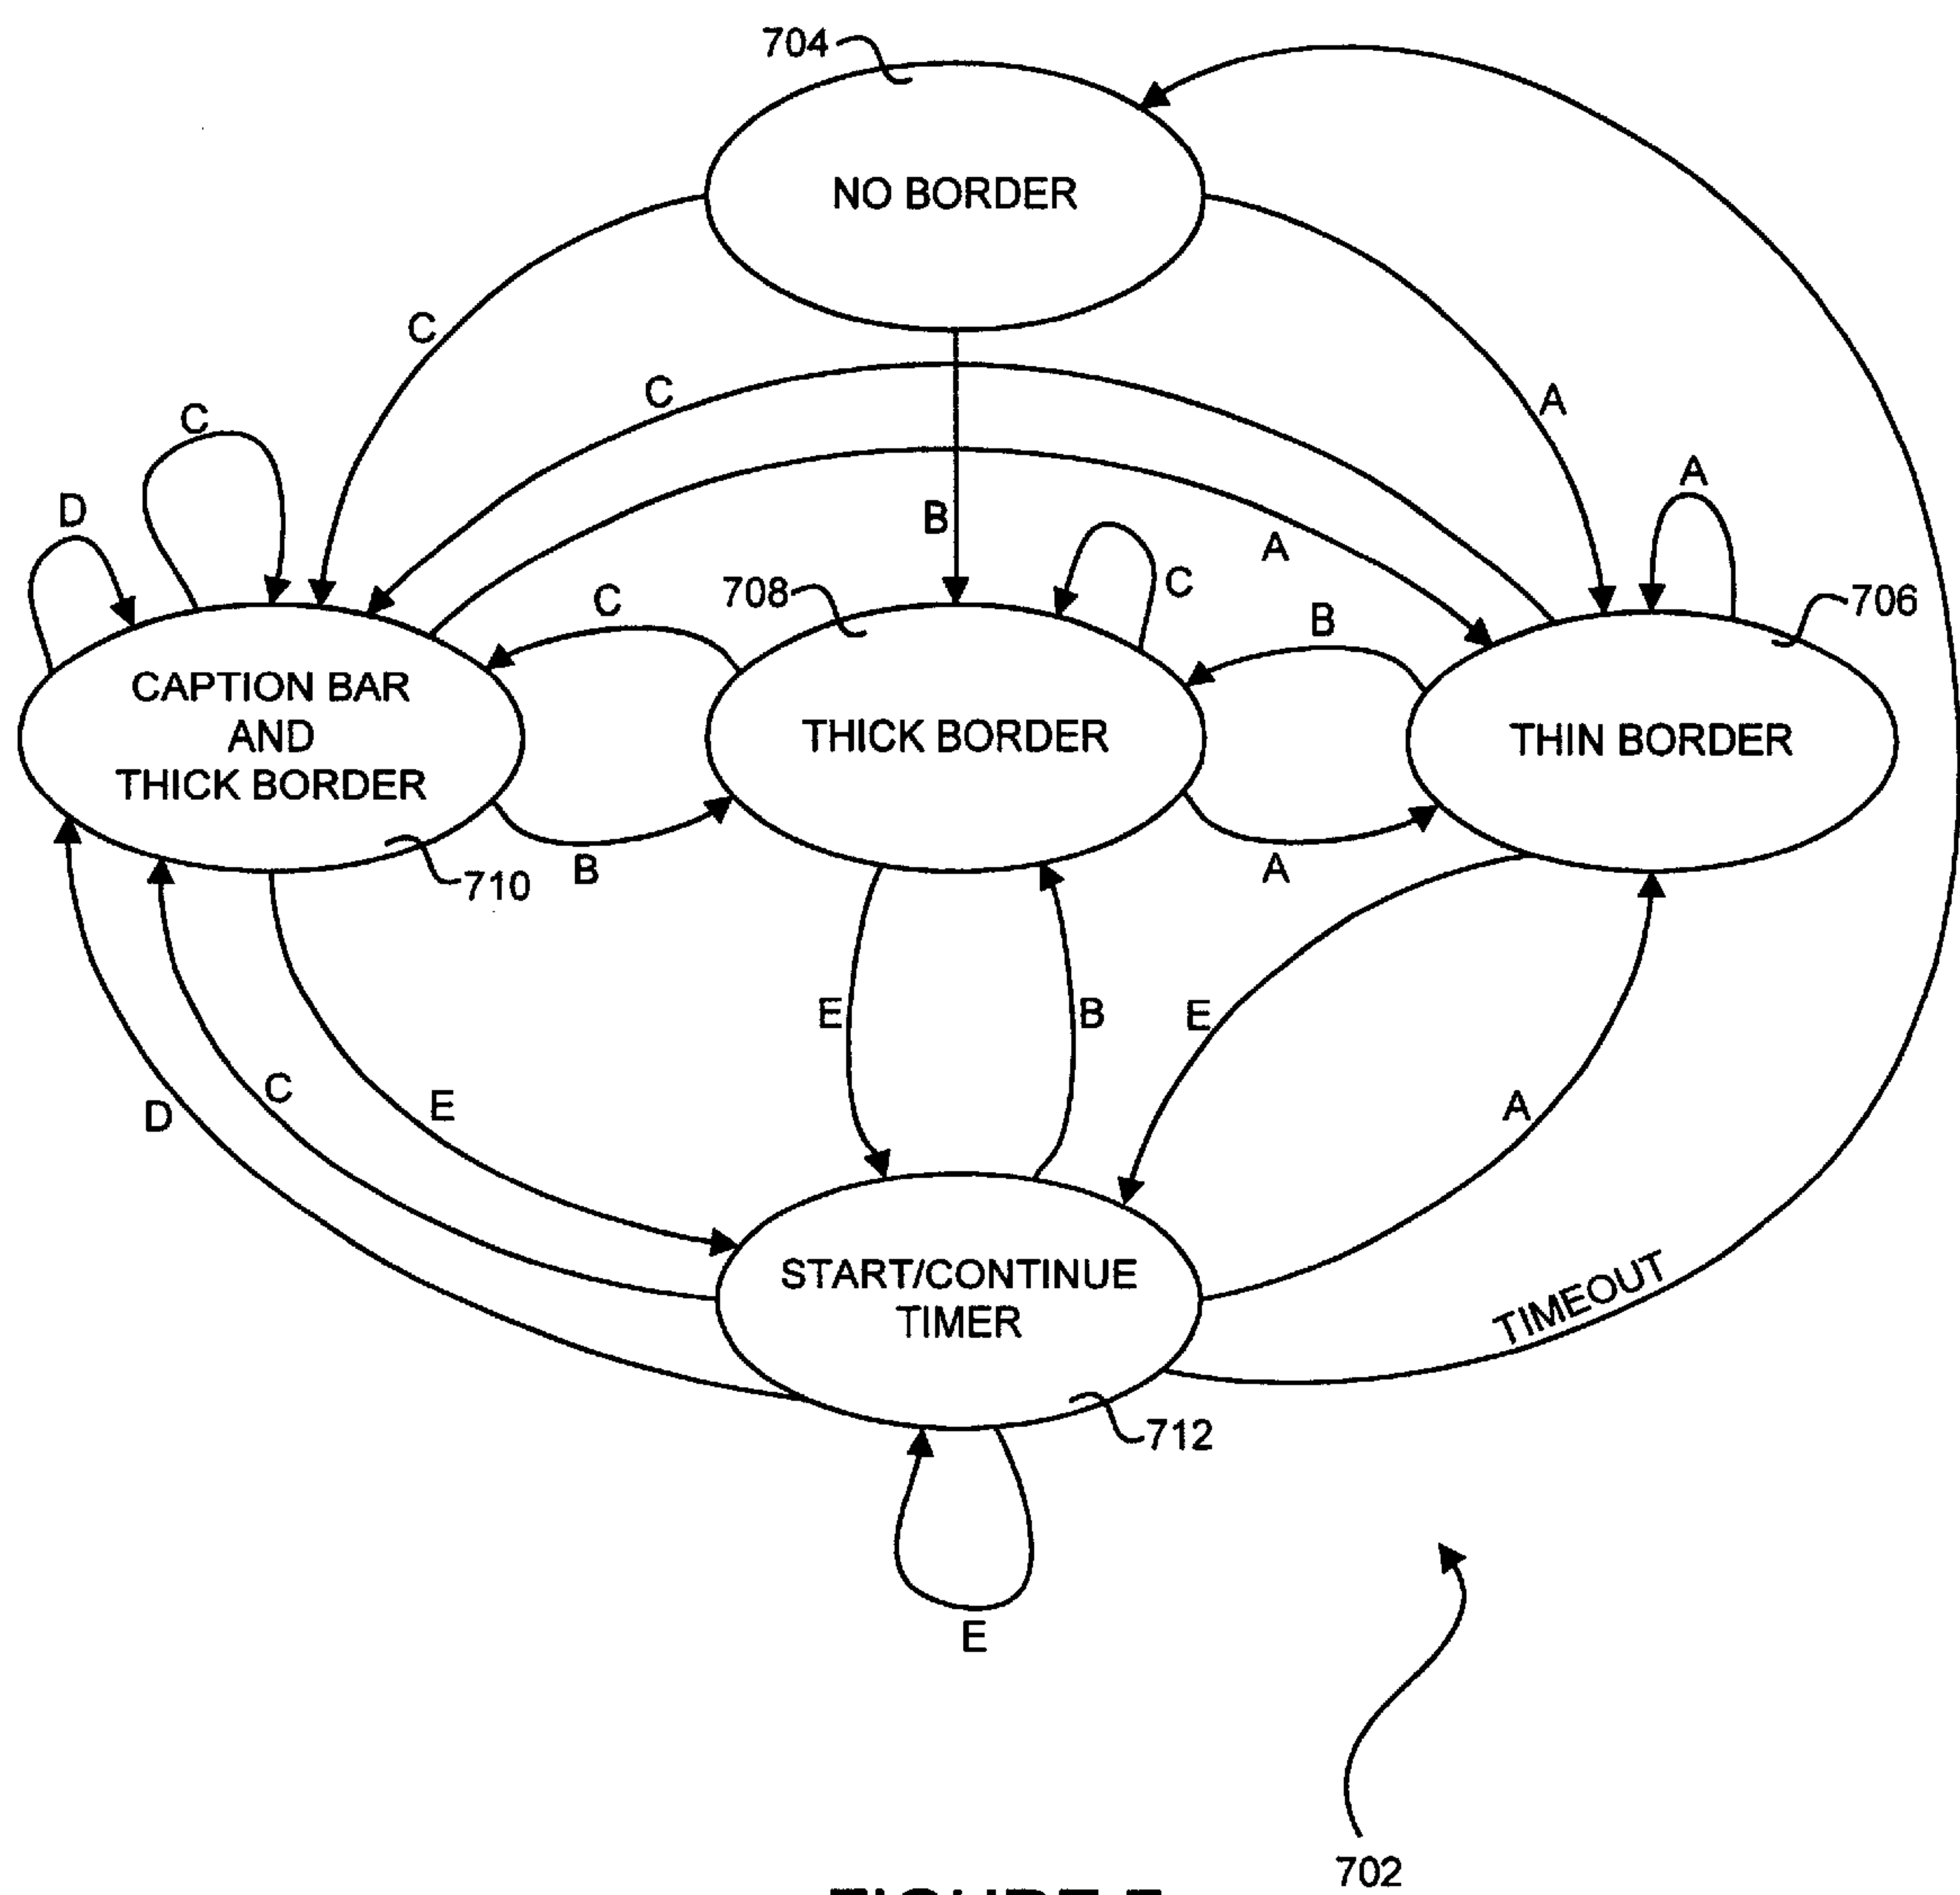 704
NO BORDER
C
A
C
C
A
D
B
A
708
C
B
C
706
CAPTION BAR
AND
THICK BORDER
THICK BORDER
THIN BORDER
B
710
A
E
B
E
D
C
E
A
START/CONTINUE
TIMER
TIMEOUT
712
E
702